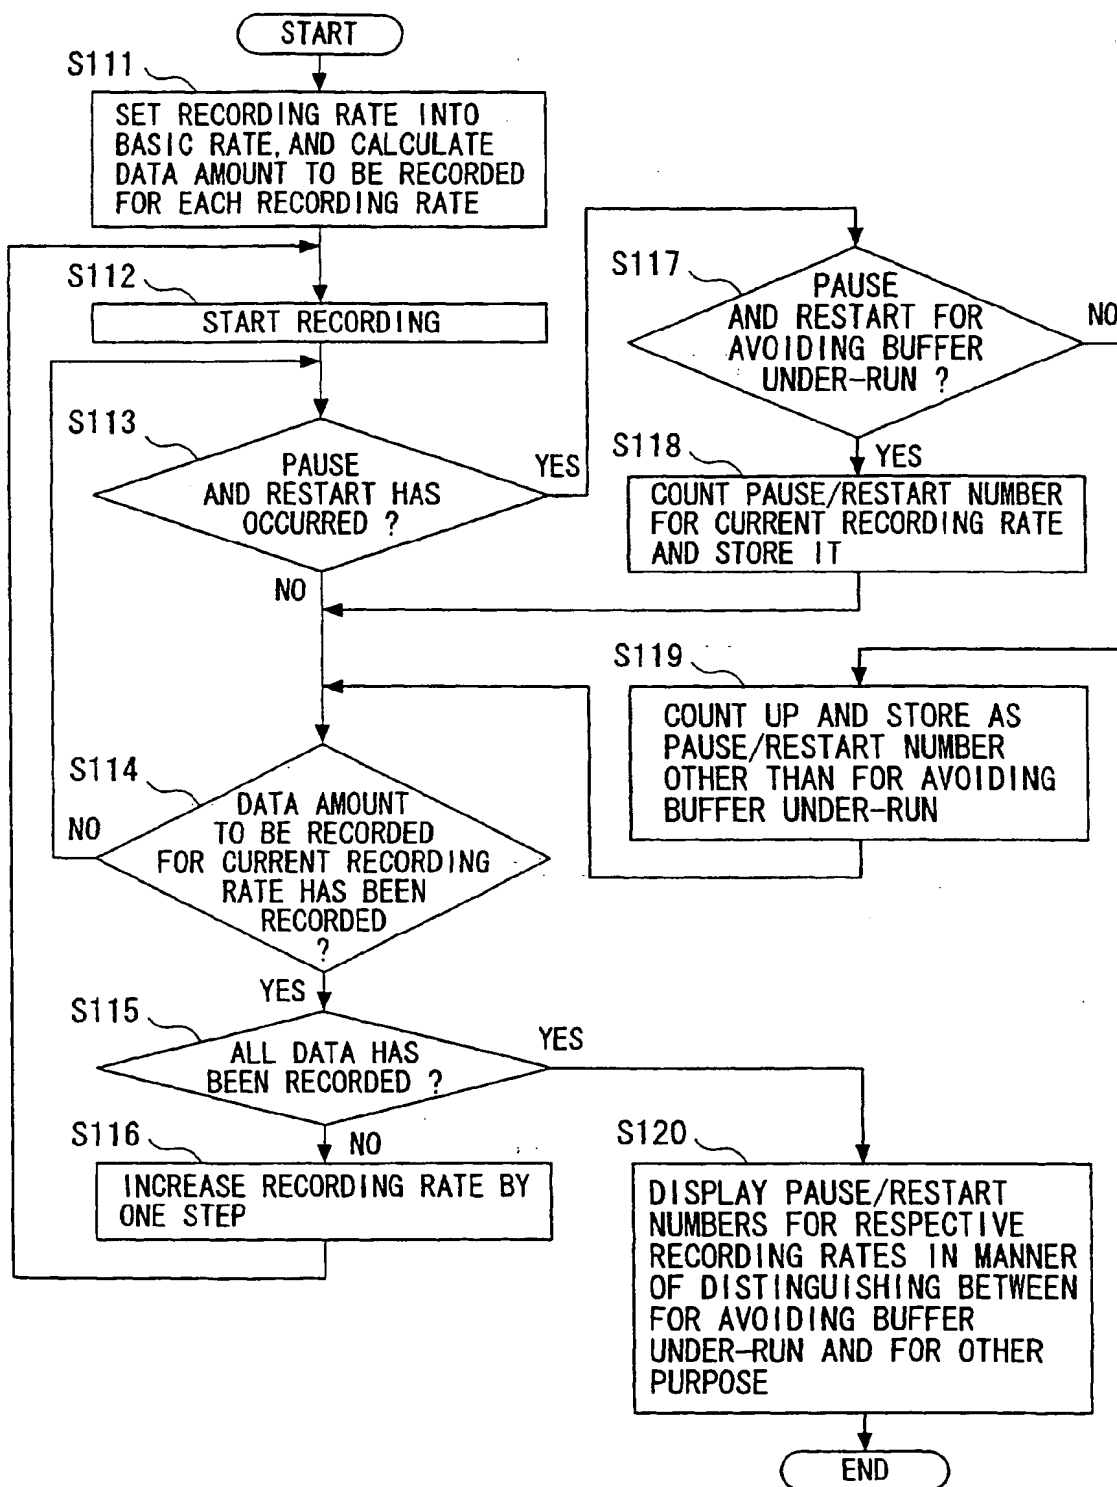 START
S111
SET RECORDING RATE INTO
BASIC RATE, AND CALCULATE
DATA AMOUNT TO BE RECORDED
FOR EACH RECORDING RATE
S112
START RECORDING
S113
PAUSE
AND RESTART HAS
OCCURRED ?
YES
NO
S117
PAUSE
AND RESTART FOR
AVOIDING BUFFER
UNDER-RUN ?
NO
YES
S118
COUNT PAUSE/RESTART NUMBER
FOR CURRENT RECORDING RATE
AND STORE IT
S119
COUNT UP AND STORE AS
PAUSE/RESTART NUMBER
OTHER THAN FOR AVOIDING
BUFFER UNDER-RUN
S114
DATA AMOUNT
TO BE RECORDED
FOR CURRENT RECORDING
RATE HAS BEEN
RECORDED
?
NO
YES
S115
ALL DATA HAS
BEEN RECORDED ?
YES
NO
S116
INCREASE RECORDING RATE BY
ONE STEP
S120
DISPLAY PAUSE/RESTART
NUMBERS FOR RESPECTIVE
RECORDING RATES IN MANNER
OF DISTINGUISHING BETWEEN
FOR AVOIDING BUFFER
UNDER-RUN AND FOR OTHER
PURPOSE
END